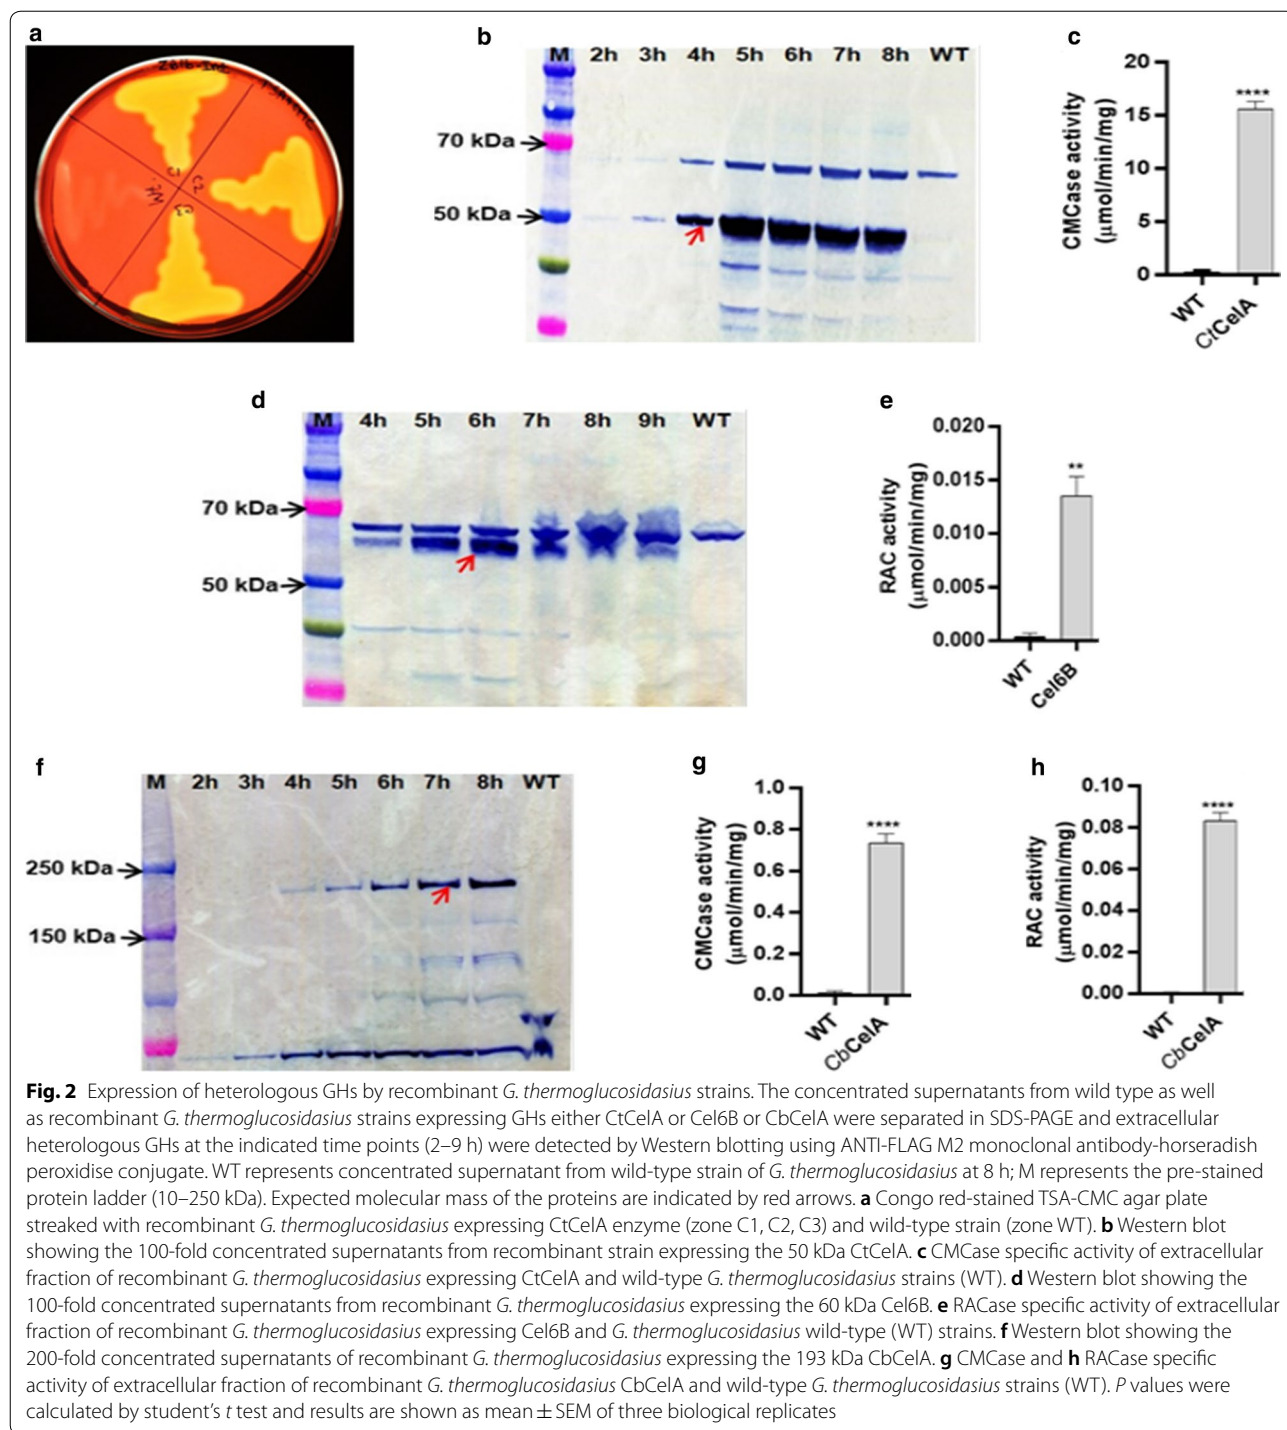 a
Z816-Int
C1
C2
C3
WT
b
M 2h 3h 4h 5h 6h 7h 8h WT
70 kDa
50 kDa
c
CMCase activity
(µmol/min/mg)
20
15
10
5
0
****
WT
CtCelA
d
M 4h 5h 6h 7h 8h 9h WT
70 kDa
50 kDa
e
RAC activity
(µmol/min/mg)
0.020
0.015
0.010
0.005
0.000
**
WT
Cel6B
f
M 2h 3h 4h 5h 6h 7h 8h WT
250 kDa
150 kDa
g
CMCase activity
(µmol/min/mg)
1.0
0.8
0.6
0.4
0.2
0.0
****
WT
CbCelA
h
RAC activity
(µmol/min/mg)
0.10
0.08
0.06
0.04
0.02
0.00
****
WT
CbCelA
Fig. 2 Expression of heterologous GHs by recombinant G. thermoglucosidasius strains. The concentrated supernatants from wild type as well
as recombinant G. thermoglucosidasius strains expressing GHs either CtCelA or Cel6B or CbCelA were separated in SDS-PAGE and extracellular
heterologous GHs at the indicated time points (2–9 h) were detected by Western blotting using ANTI-FLAG M2 monoclonal antibody-horseradish
peroxidise conjugate. WT represents concentrated supernatant from wild-type strain of G. thermoglucosidasius at 8 h; M represents the pre-stained
protein ladder (10–250 kDa). Expected molecular mass of the proteins are indicated by red arrows. a Congo red-stained TSA-CMC agar plate
streaked with recombinant G. thermoglucosidasius expressing CtCelA enzyme (zone C1, C2, C3) and wild-type strain (zone WT). b Western blot
showing the 100-fold concentrated supernatants from recombinant strain expressing the 50 kDa CtCelA. c CMCase specific activity of extracellular
fraction of recombinant G. thermoglucosidasius expressing CtCelA and wild-type G. thermoglucosidasius strains (WT). d Western blot showing the
100-fold concentrated supernatants from recombinant G. thermoglucosidasius expressing the 60 kDa Cel6B. e RACase specific activity of extracellular
fraction of recombinant G. thermoglucosidasius expressing Cel6B and G. thermoglucosidasius wild-type (WT) strains. f Western blot showing the
200-fold concentrated supernatants of recombinant G. thermoglucosidasius expressing the 193 kDa CbCelA. g CMCase and h RACase specific
activity of extracellular fraction of recombinant G. thermoglucosidasius CbCelA and wild-type G. thermoglucosidasius strains (WT). P values were
calculated by student's t test and results are shown as mean ± SEM of three biological replicates